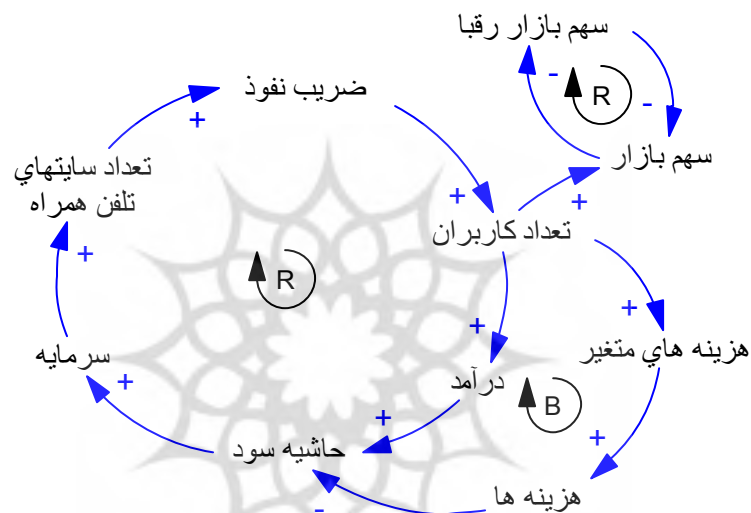 سهم بازار رقبا
ضريب نفوذ
-
R
-
+
سهم بازار
تعداد سايتهاي
تلفن همراه
+
+
تعداد کاربران
+
R
+
هزينه هاي متغير
سرمايه
+
درآمد
+
B
+
+
حاشيه سود
هزينه ها
-